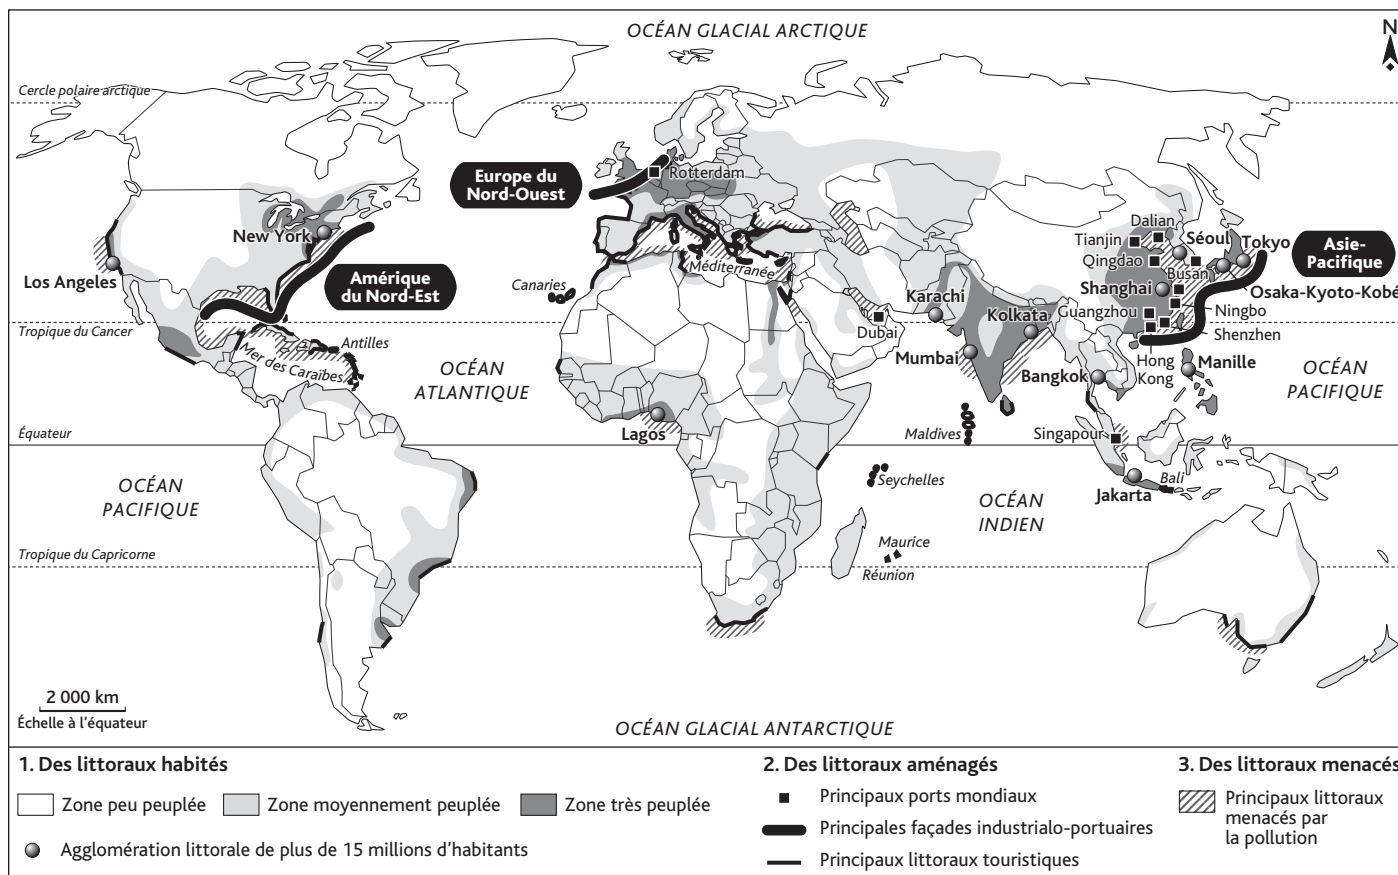 OCÉAN GLACIAL ARCTIQUE
N
Cercle polaire arctique
Europe du
Nord-Ouest
Rotterdam
New York
Los Angeles
Amérique
du Nord-Est
Canaries
Méditerranée
Dalian
Tianjin
Séoul
Tokyo
Qingdao
Busan
Asie-
Pacifique
Shanghai
Osaka-Kyoto-Kobé
Karachi
Kolkata
Guangzhou
Ningbo
Tropique du Cancer
Dubai
Shenzhen
Antilles
Mer des Caraïbes
OCÉAN
ATLANTIQUE
Mumbai
Bangkok
Hong
Kong
Manille
OCÉAN
PACIFIQUE
Lagos
Maldives
Singapour
Équateur
OCÉAN
PACIFIQUE
Seychelles
OCÉAN
INDIEN
Jakarta
Bali
Maurice
Réunion
Tropique du Capricorne
2 000 km
Échelle à l'équateur
OCÉAN GLACIAL ANTARCTIQUE
1. Des littoraux habités
Zone peu peuplée
Zone moyennement peuplée
Zone très peuplée
Agglomération littorale de plus de 15 millions d'habitants
2. Des littoraux aménagés
Principaux ports mondiaux
Principales façades industrialo-portuaires
Principaux littoraux touristiques
3. Des littoraux menacés
Principaux littoraux
menacés par
la pollution